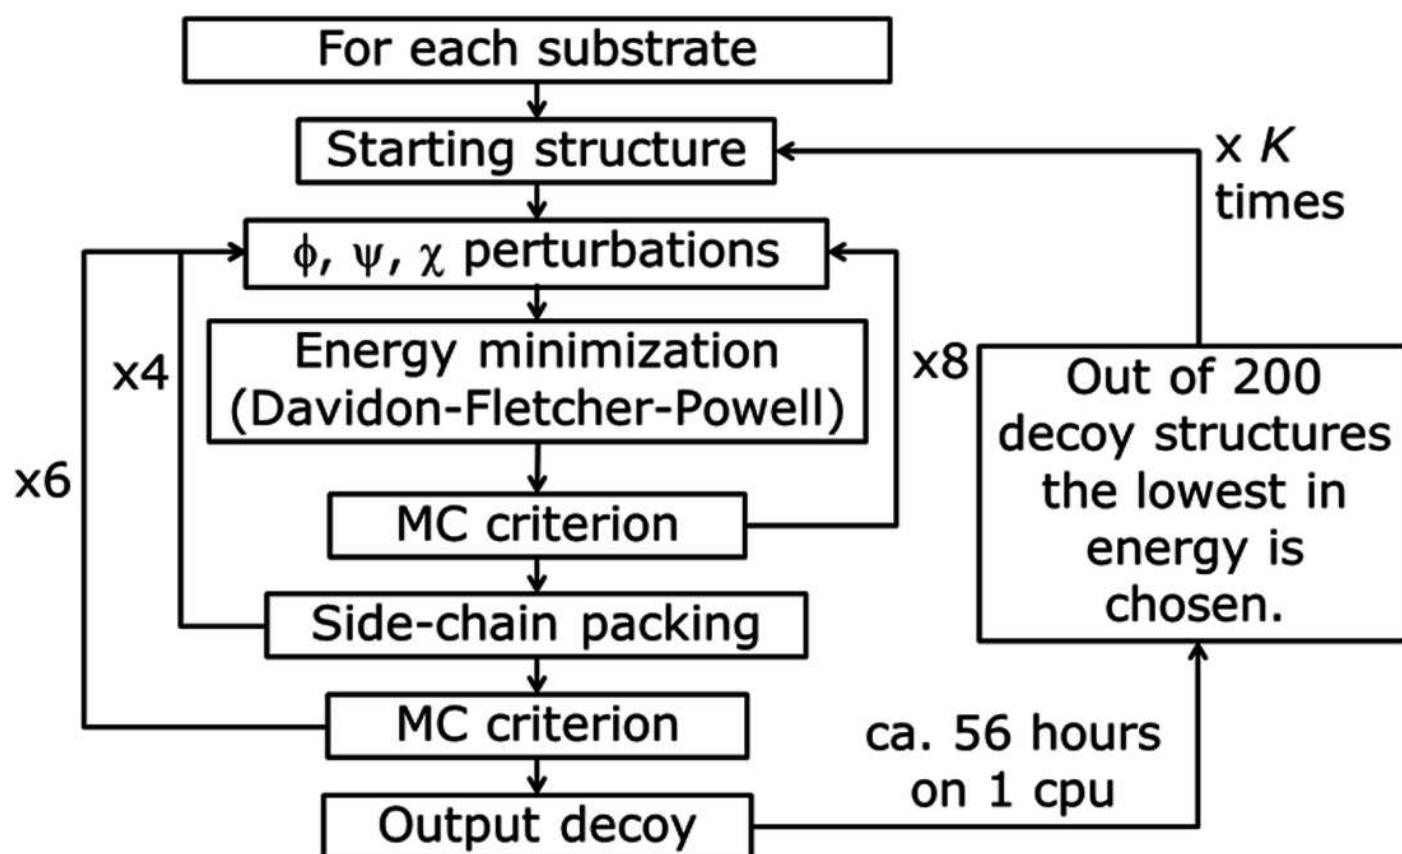 For each substrate
Starting structure
x K
times
ϕ, ψ, χ perturbations
Energy minimization
(Davidon-Fletcher-Powell)
x4
x8
x6
MC criterion
Side-chain packing
MC criterion
Output decoy
ca. 56 hours
on 1 cpu
Out of 200
decoy structures
the lowest in
energy is
chosen.